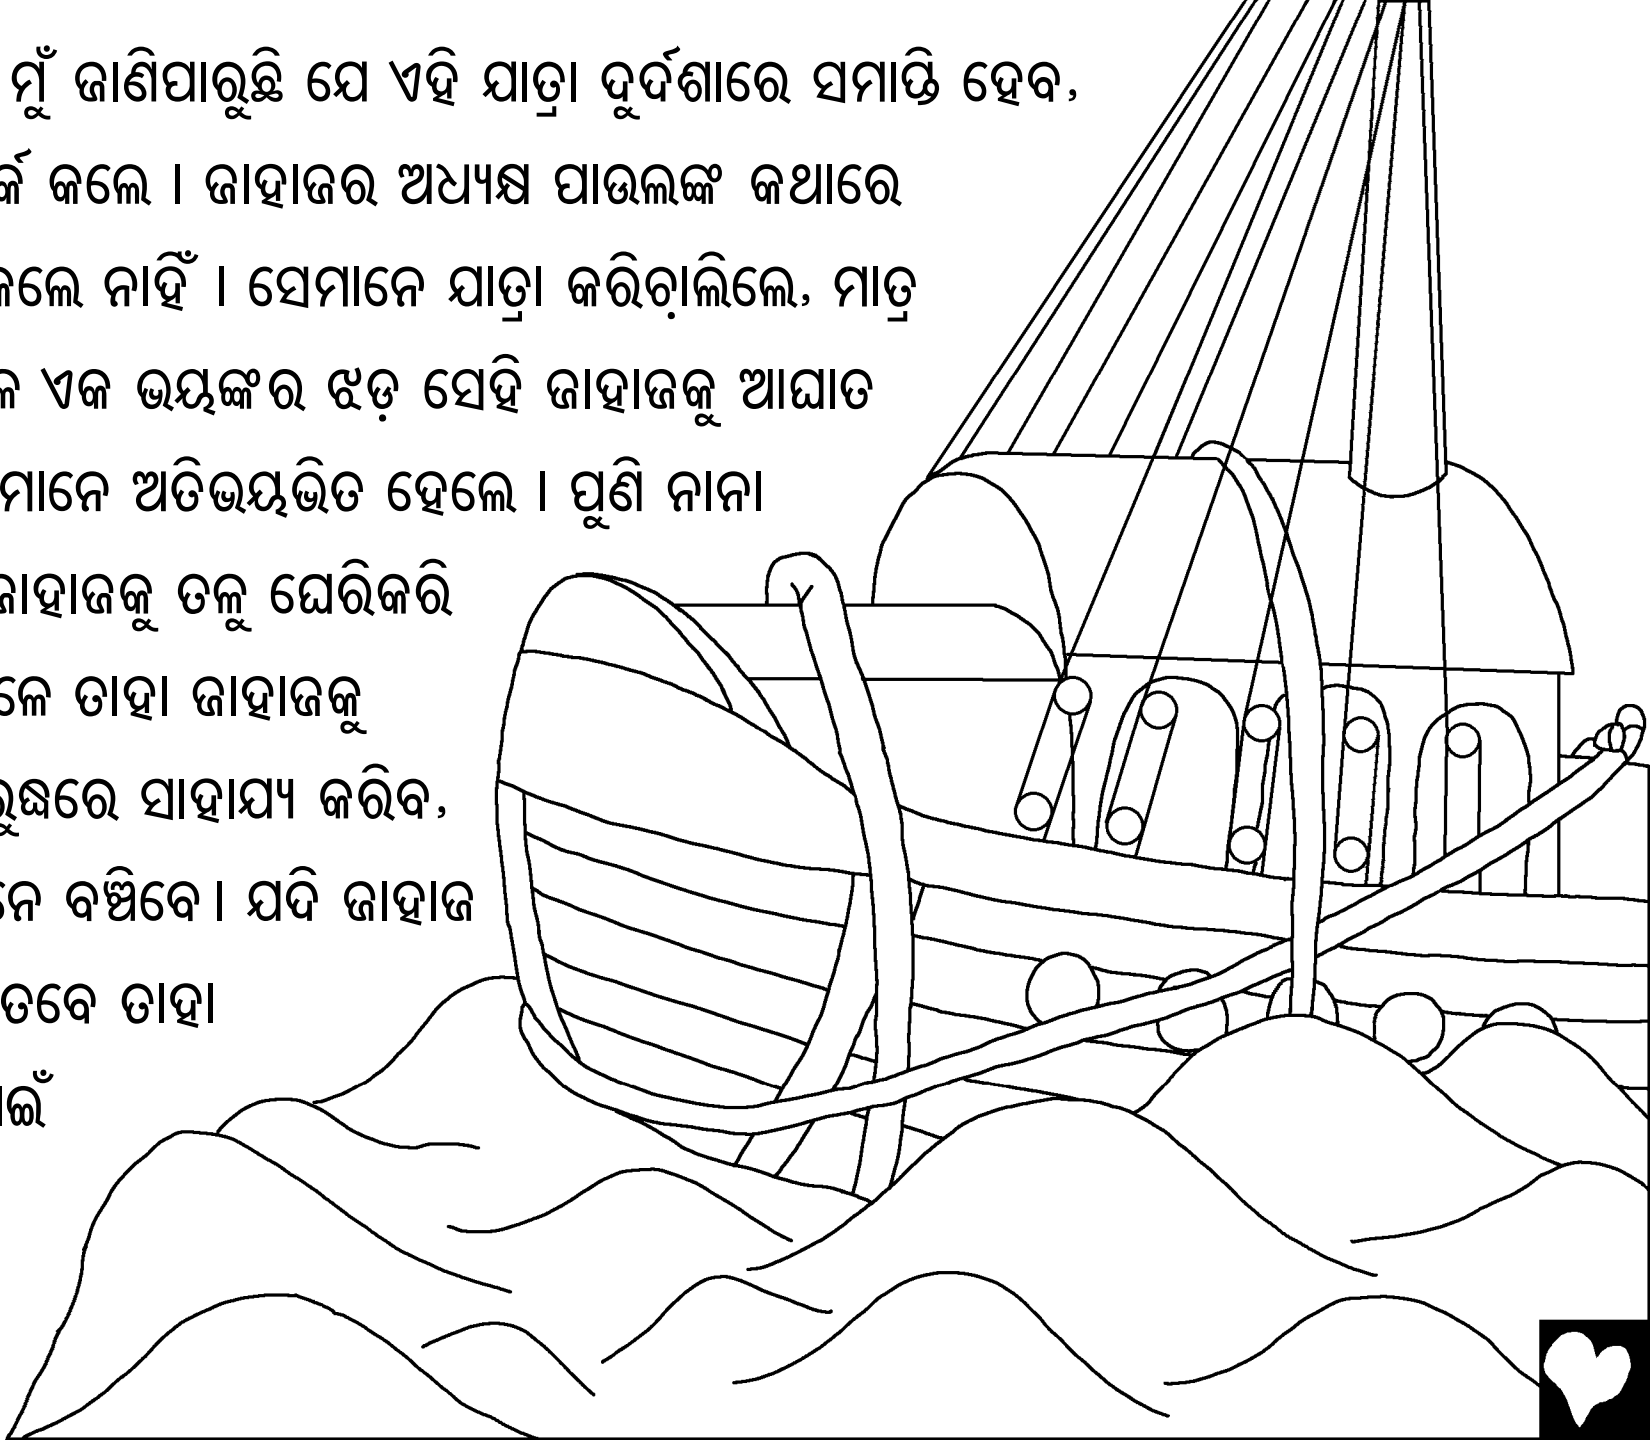 ମୁଁ ଜାଣିପାରୁଛି ଯେ ଏହି ଯାତ୍ରା ଦୁର୍ଦଶାରେ ସମାପ୍ତି ହେବ,
କଲେ । ଜାହାଜର ଅଧ୍ୟକ୍ଷ ପାଉଲଙ୍କ କଥାରେ
ନାହିଁ । ସେମାନେ ଯାତ୍ରା କରିଚ଼ାଲିଲେ, ମାତ୍ର
ଏକ ଭୟଙ୍କର ଝଡ଼ ସେହି ଜାହାଜକୁ ଆଘାତ
ଅତିଭୟଭିତ ହେଲେ । ପୁଣି ନାନା
ଜାହାଜକୁ ତଳୁ ଘେରିକରି
ତାହା ଜାହାଜକୁ
ସାହାଯ୍ୟ କରିବ,
ବଞ୍ଚିବେ । ଯଦି ଜାହାଜ
ତେବେ ତାହା